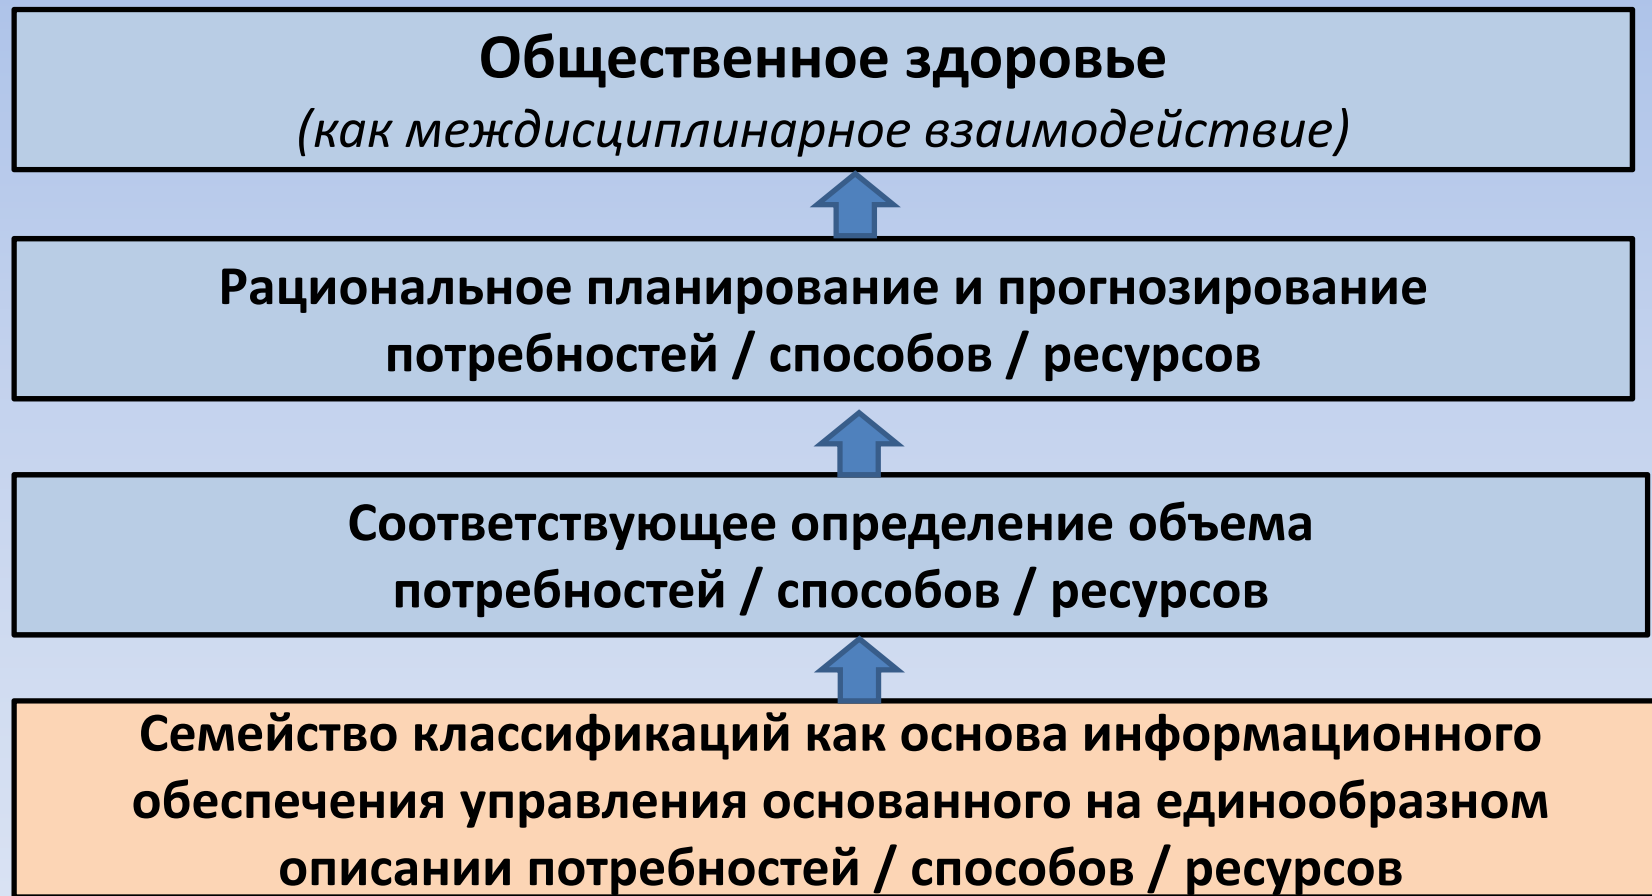 Общественное здоровье
(как междисциплинарное взаимодействие)
Рациональное планирование и прогнозирование
потребностей / способов / ресурсов
Соответствующее определение объема
потребностей / способов / ресурсов
Семейство классификаций как основа информационного
обеспечения управления основанного на единообразном
описании потребностей / способов / ресурсов